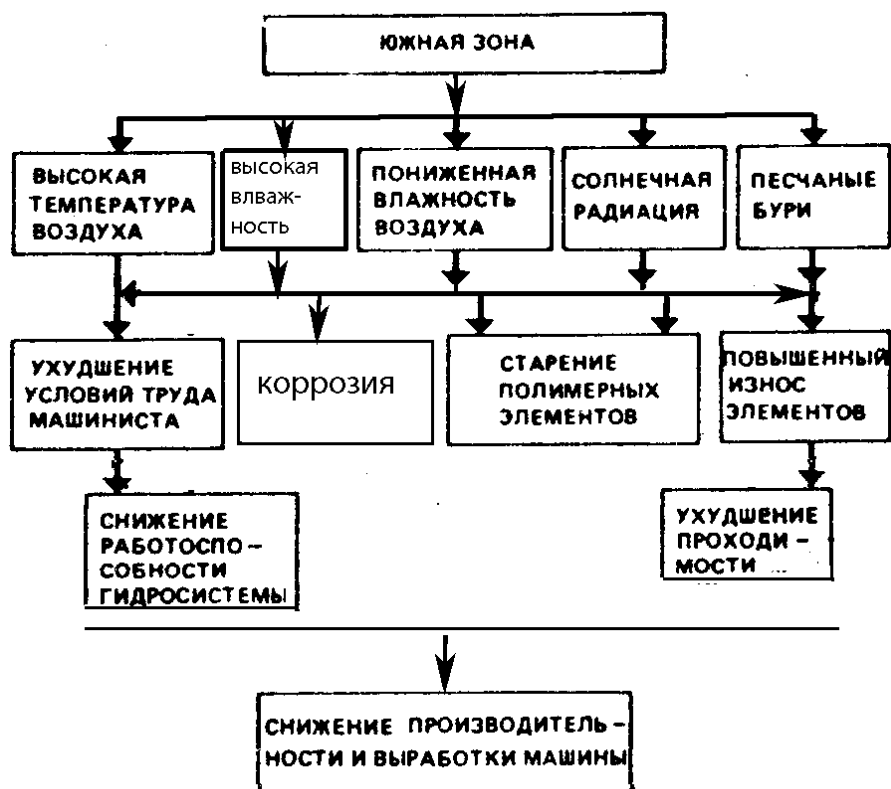 ЮЖНАЯ ЗОНА
ВЫСОКАЯ
ТЕМПЕРАТУРА
ВОЗДУХА
высокая
влваж-
ность
ПОНИЖЕННАЯ
ВЛАЖНОСТЬ
ВОЗДУХА
СОЛНЕЧНАЯ
РАДИАЦИЯ
ПЕСЧАНЫЕ
БУРИ
УХУДШЕНИЕ
УСЛОВИЙ ТРУДА
МАШИНИСТА
коррозия
СТАРЕНИЕ
ПОЛИМЕРНЫХ
ЭЛЕМЕНТОВ
ПОВЫШЕННЫЙ
ИЗНОС
ЭЛЕМЕНТОВ
СНИЖЕНИЕ
РАБОТОСПО-
СОБНОСТИ
ГИДРОСИСТЕМЫ
УХУДШЕНИЕ
ПРОХОДИ-
МОСТИ ...
СНИЖЕНИЕ ПРОИЗВОДИТЕЛЬ-
НОСТИ И ВЫРАБОТКИ МАШИНЫ